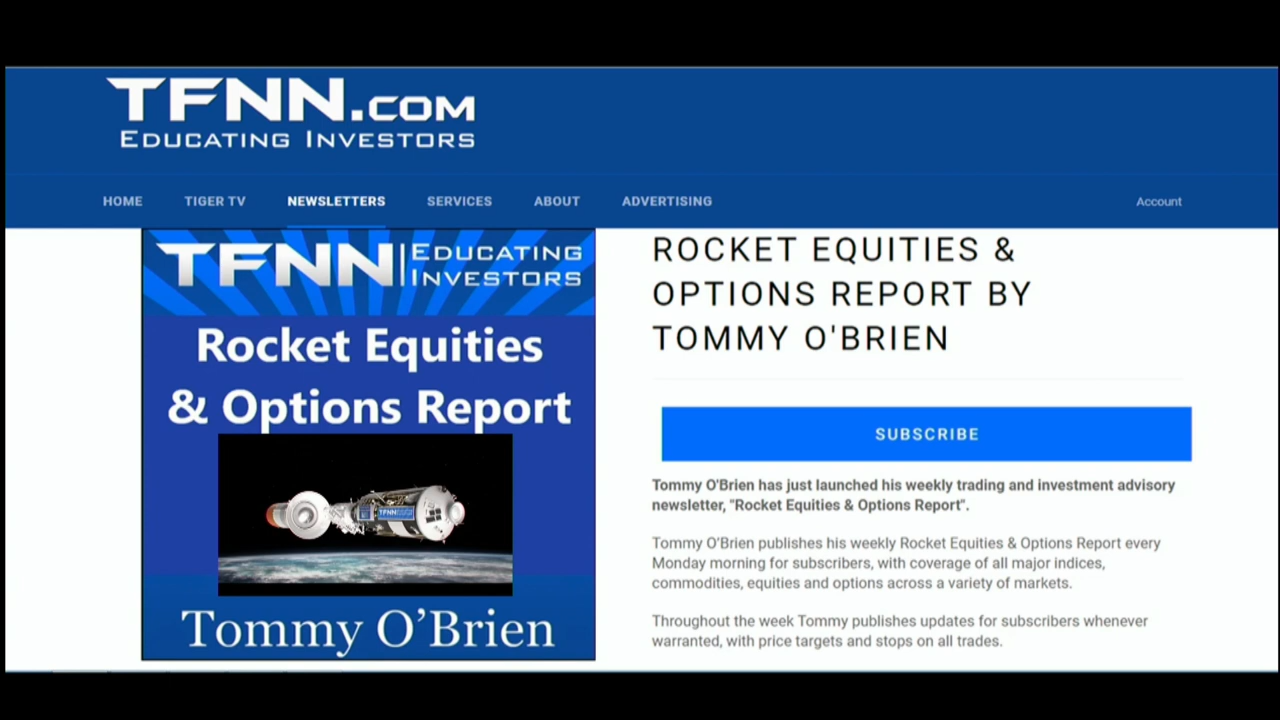 TFNN.COM
EDUCATING INVESTORS
HOME TIGER TV NEWSLETTERS SERVICES ABOUT ADVERTISING Account
TFNN | EDUCATING
INVESTORS
Rocket Equities
& Options Report
TFNN
Tommy O’Brien
ROCKET EQUITIES &
OPTIONS REPORT BY
TOMMY O'BRIEN
SUBSCRIBE
Tommy O'Brien has just launched his weekly trading and investment advisory
newsletter, "Rocket Equities & Options Report".
Tommy O’Brien publishes his weekly Rocket Equities & Options Report every
Monday morning for subscribers, with coverage of all major indices,
commodities, equities and options across a variety of markets.
Throughout the week Tommy publishes updates for subscribers whenever
warranted, with price targets and stops on all trades.